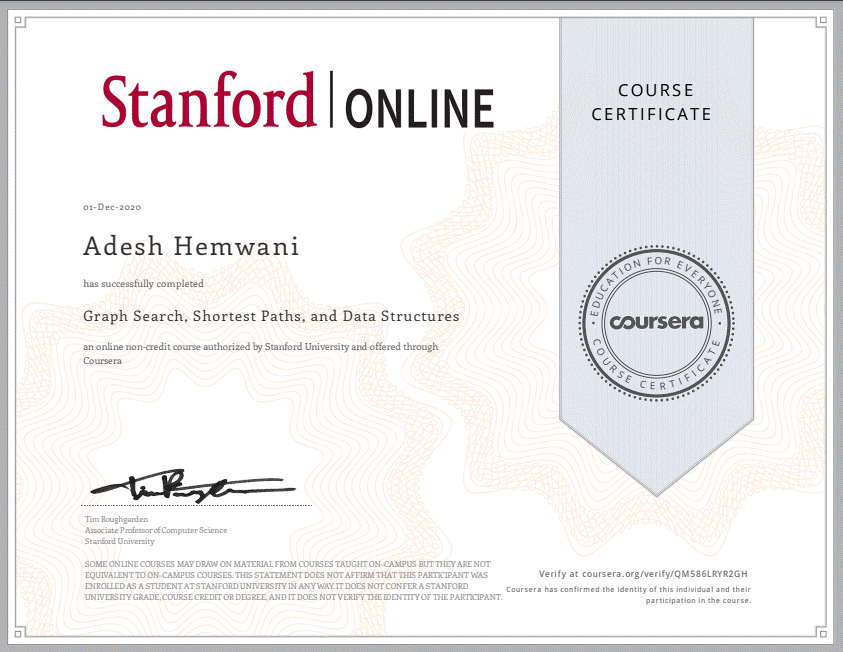 Stanford | ONLINE
COURSE
CERTIFICATE
01-Dec-2020
Adesh Hemwani
has successfully completed
Graph Search, Shortest Paths, and Data Structures
an online non-credit course authorized by Stanford University and offered through
Coursera
EDUCATION FOR EVERYONE
coursera
COURSE CERTIFICATE
Tim Roughgarden
Associate Professor of Computer Science
Stanford University
SOME ONLINE COURSES MAY DRAW ON MATERIAL FROM COURSES TAUGHT ON-CAMPUS BUT THEY ARE NOT
EQUIVALENT TO ON-CAMPUS COURSES. THIS STATEMENT DOES NOT AFFIRM THAT THIS PARTICIPANT WAS
ENROLLED AS A STUDENT AT STANFORD UNIVERSITY IN ANY WAY. IT DOES NOT CONFER A STANFORD
UNIVERSITY GRADE, COURSE CREDIT OR DEGREE, AND IT DOES NOT VERIFY THE IDENTITY OF THE PARTICIPANT.
Verify at coursera.org/verify/QM586LRYR2GH
Coursera has confirmed the identity of this individual and their
participation in the course.